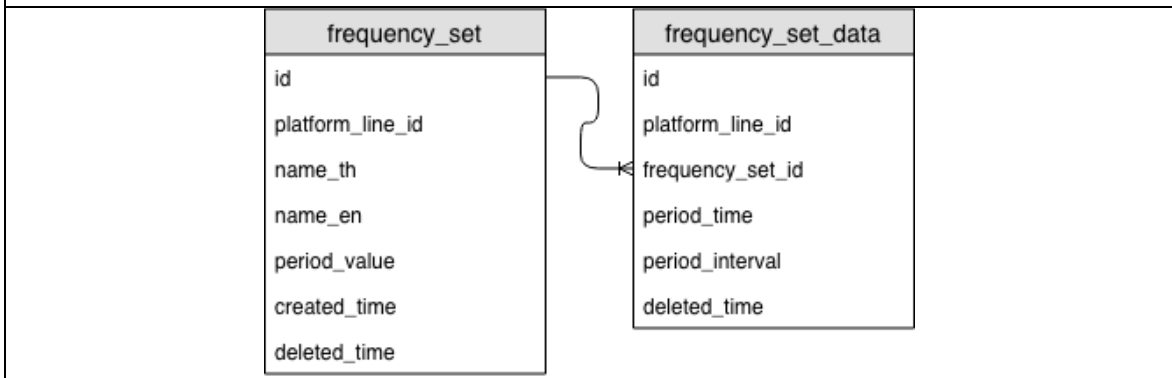 frequency_set
id
platform_line_id
name_th
name_en
period_value
created_time
deleted_time
frequency_set_data
id
platform_line_id
frequency_set_id
period_time
period_interval
deleted_time